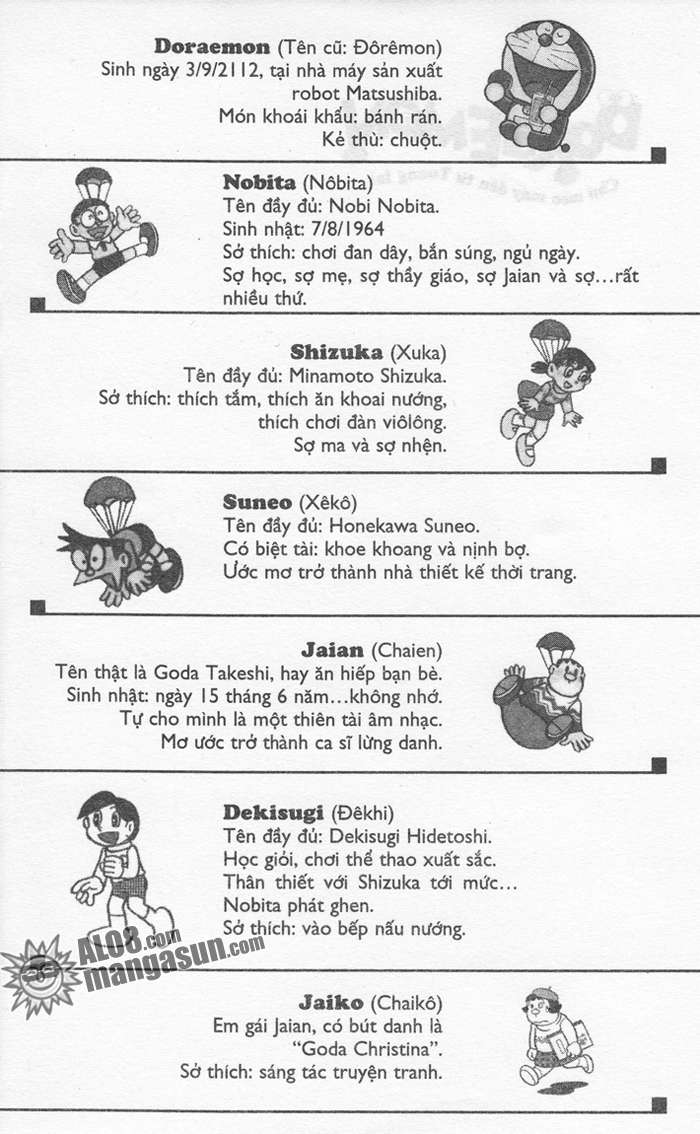 Doraemon (Tên cũ: Đôrêmon)
Sinh ngày 3/9/2112, tại nhà máy sản xuất
robot Matsushiba.
Món khoái khẩu: bánh rán.
Kẻ thù: chuột.
Nobita (Nôbita)
Tên đầy đủ: Nobi Nobita.
Sinh nhật: 7/8/1964
Sở thích: chơi đan dây, bắn súng, ngủ ngày.
Sợ học, sợ mẹ, sợ thầy giáo, sợ Jaian và sợ...rất
nhiều thứ.
Shizuka (Xuka)
Tên đầy đủ: Minamoto Shizuka.
Sở thích: thích tắm, thích ăn khoai nướng,
thích chơi đàn viôlông.
Sợ ma và sợ nhện.
Suneo (Xêkô)
Tên đầy đủ: Honekawa Suneo.
Có biệt tài: khoe khoang và nịnh bợ.
Ước mơ trở thành nhà thiết kế thời trang.
Jaian (Chaien)
Tên thật là Goda Takeshi, hay ăn hiếp bạn bè.
Sinh nhật: ngày 15 tháng 6 năm...không nhớ.
Tự cho mình là một thiên tài âm nhạc.
Mơ ước trở thành ca sĩ lừng danh.
Dekisugi (Đêkhi)
Tên đầy đủ: Dekisugi Hidetoshi.
Học giỏi, chơi thể thao xuất sắc.
Thân thiết với Shizuka tới mức...
Nobita phát ghen.
Sở thích: vào bếp nấu nướng.
ALO8.com
mangasun.com
Jaiko (Chaikô)
Em gái Jaian, có bút danh là
“Goda Christina”.
Sở thích: sáng tác truyện tranh.